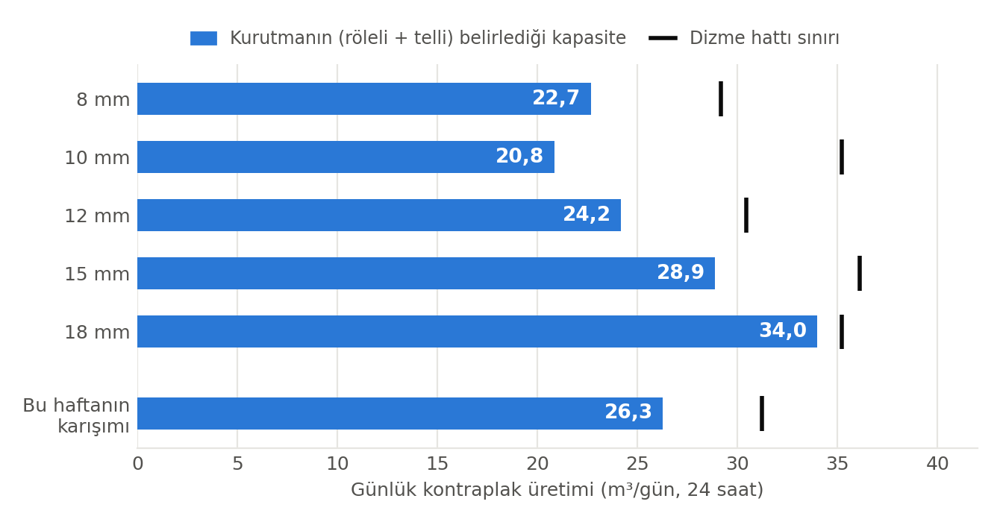 Kurutmanın (röleli + telli) belirlediği kapasite
Dizme hattı sınırı
8 mm
22,7
10 mm
20,8
12 mm
24,2
15 mm
28,9
18 mm
34,0
Bu haftanın
karışımı
26,3
0 5 10 15 20 25 30 35 40
Günlük kontraplak üretimi (m³/gün, 24 saat)